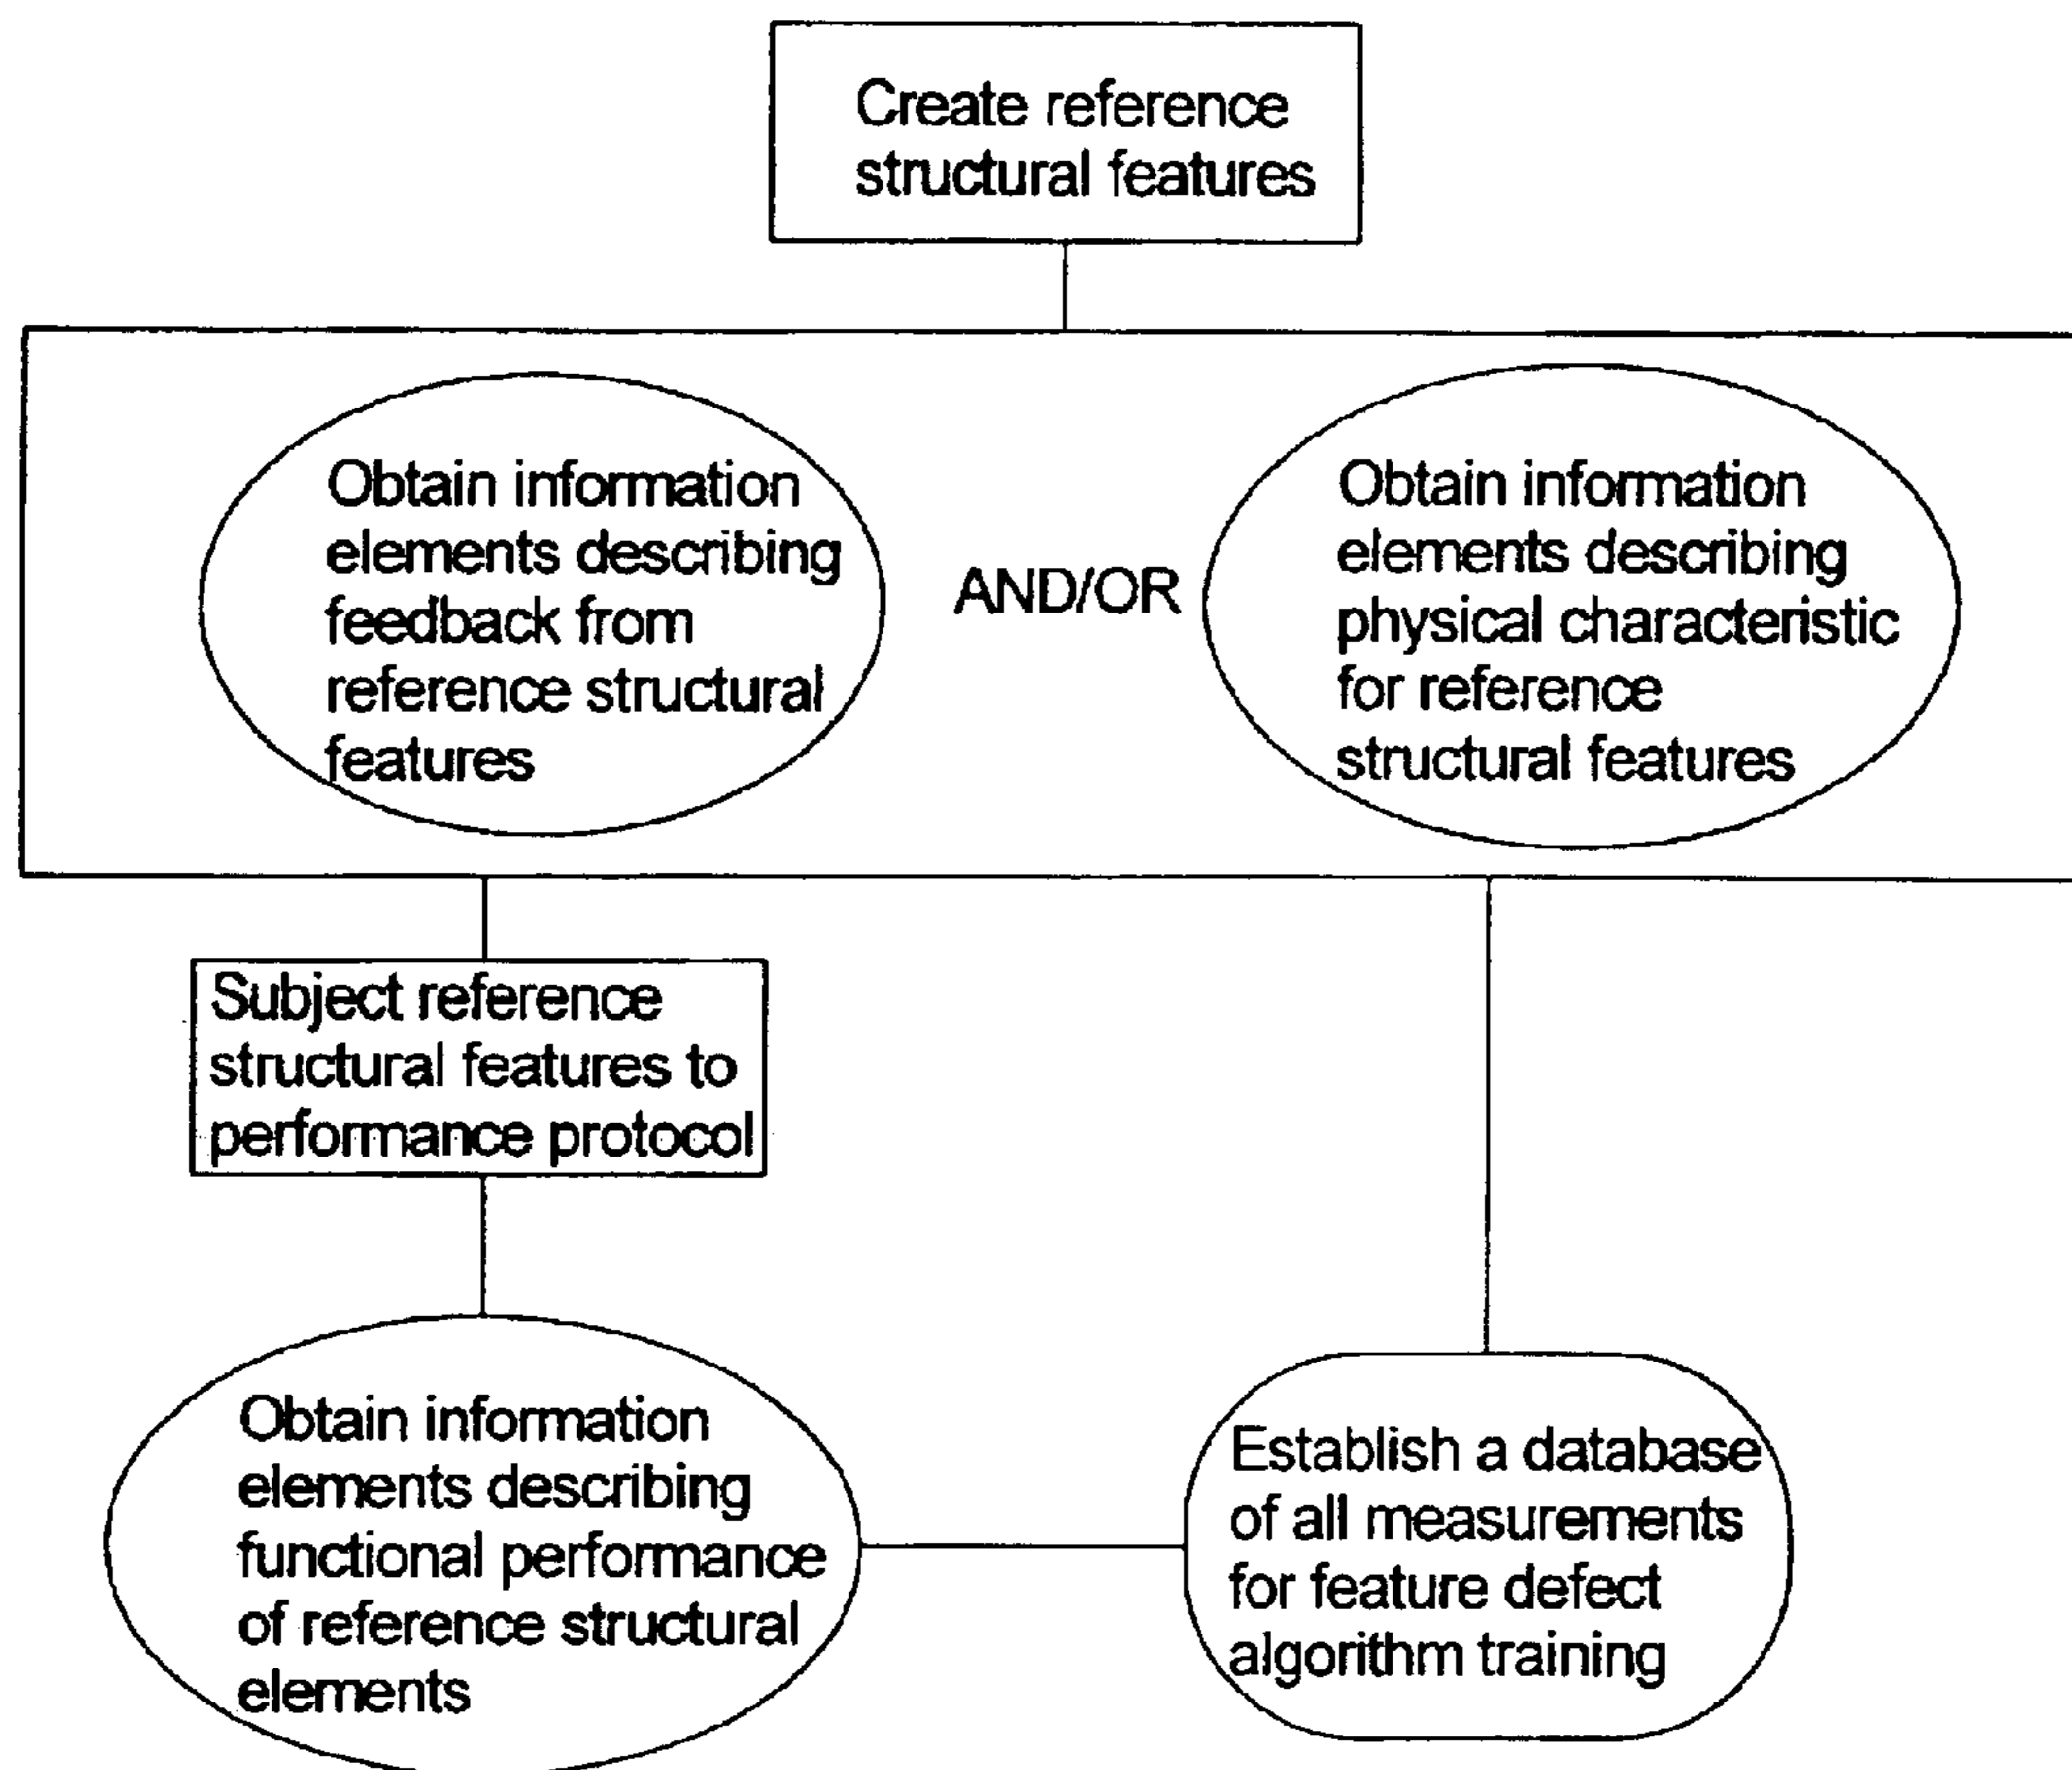 Create reference
structural features
Obtain information
elements describing
feedback from
reference structural
features
AND/OR
Obtain information
elements describing
physical characteristic
for reference
structural features
Subject reference
structural features to
performance protocol
Obtain information
elements describing
functional performance
of reference structural
elements
Establish a database
of all measurements
for feature defect
algorithm training